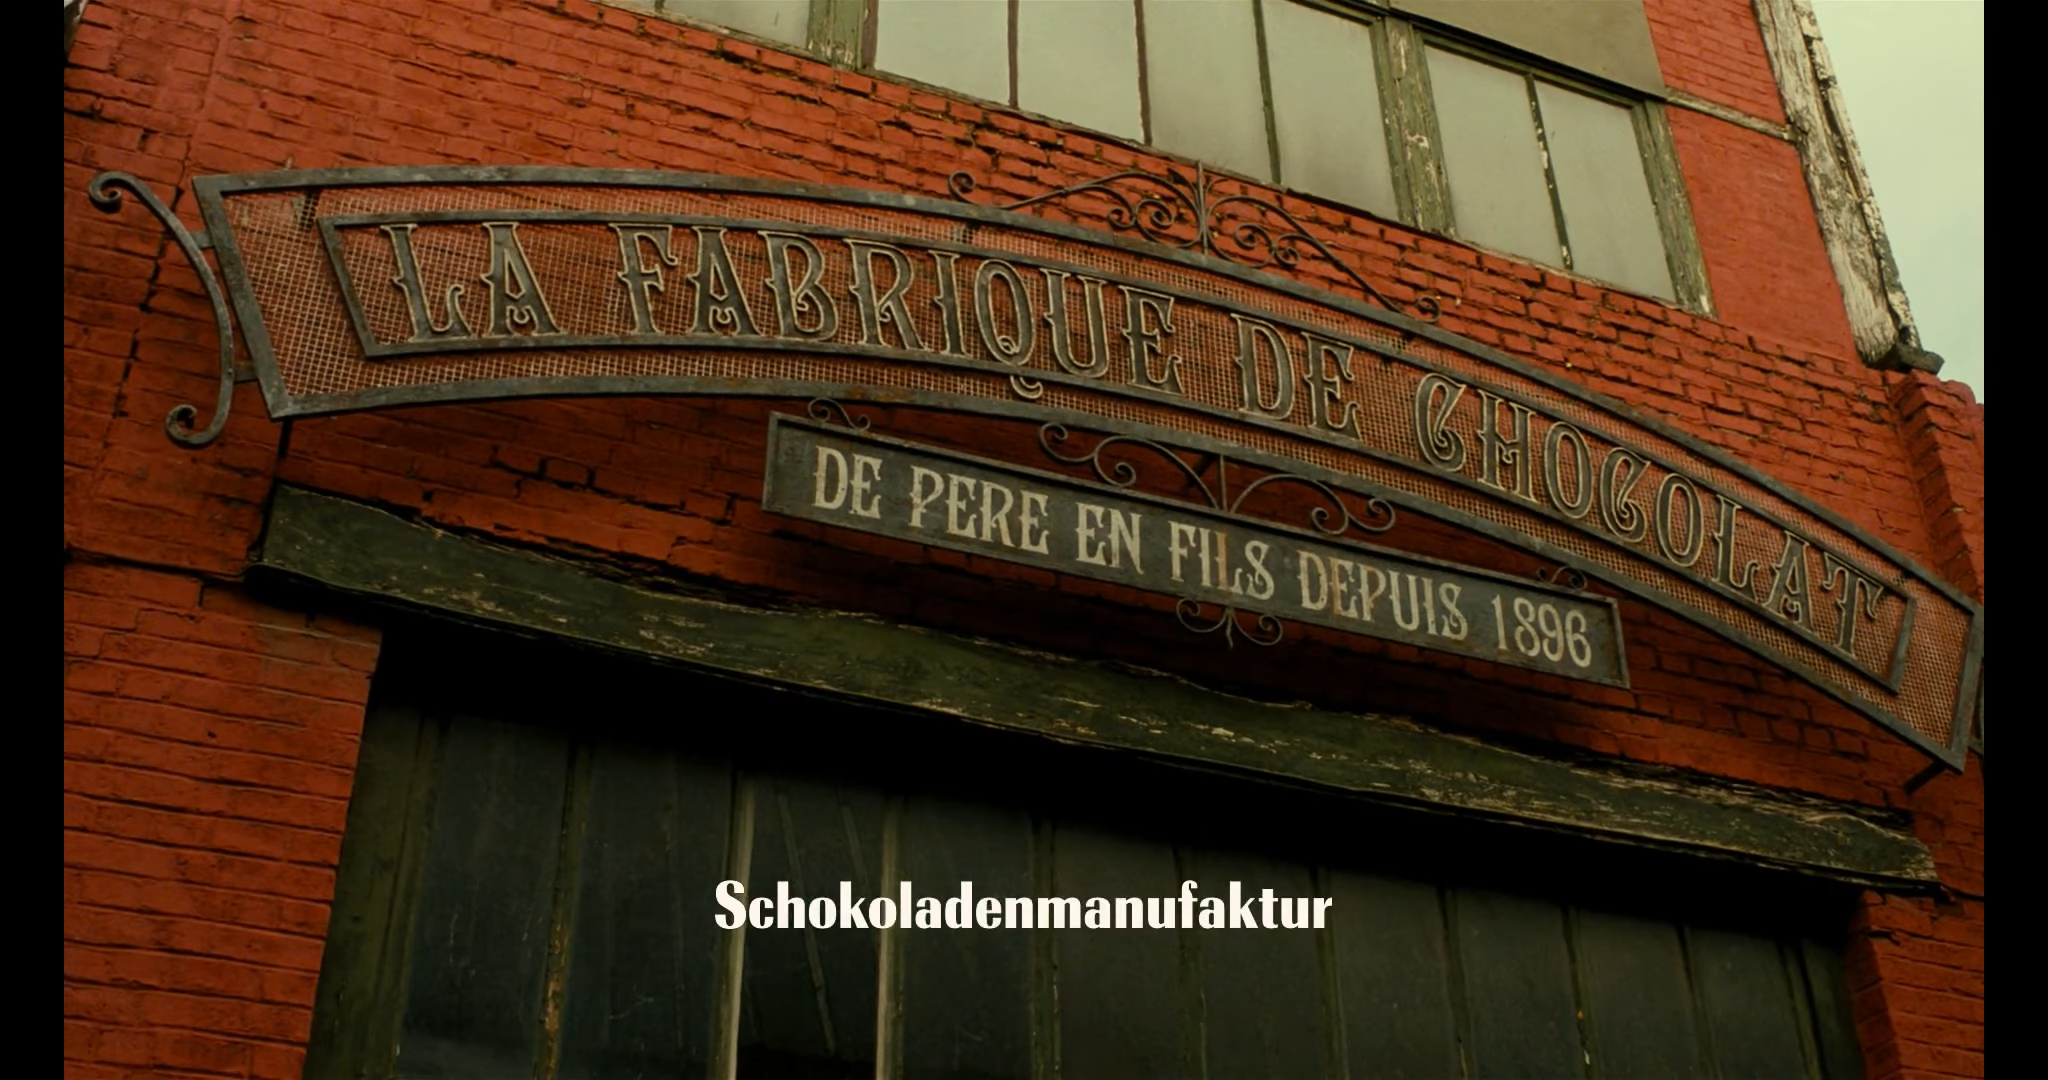 LA FABRIQUE DE CHOCOLAT
DE PERE EN FILS DEPUIS 1896
Schokoladenmanufaktur